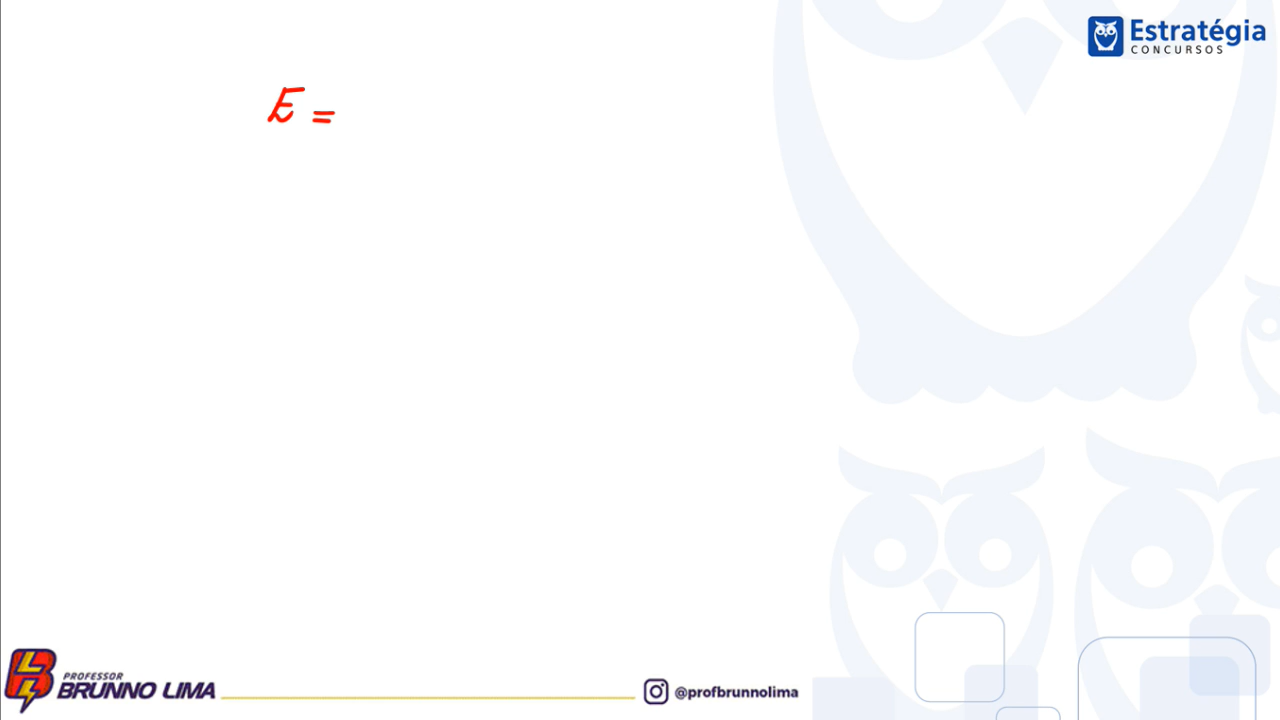 Estratégia
CONCURSOS
E =
PROFESSOR
BRUNNO LIMA
@profbrunnolima